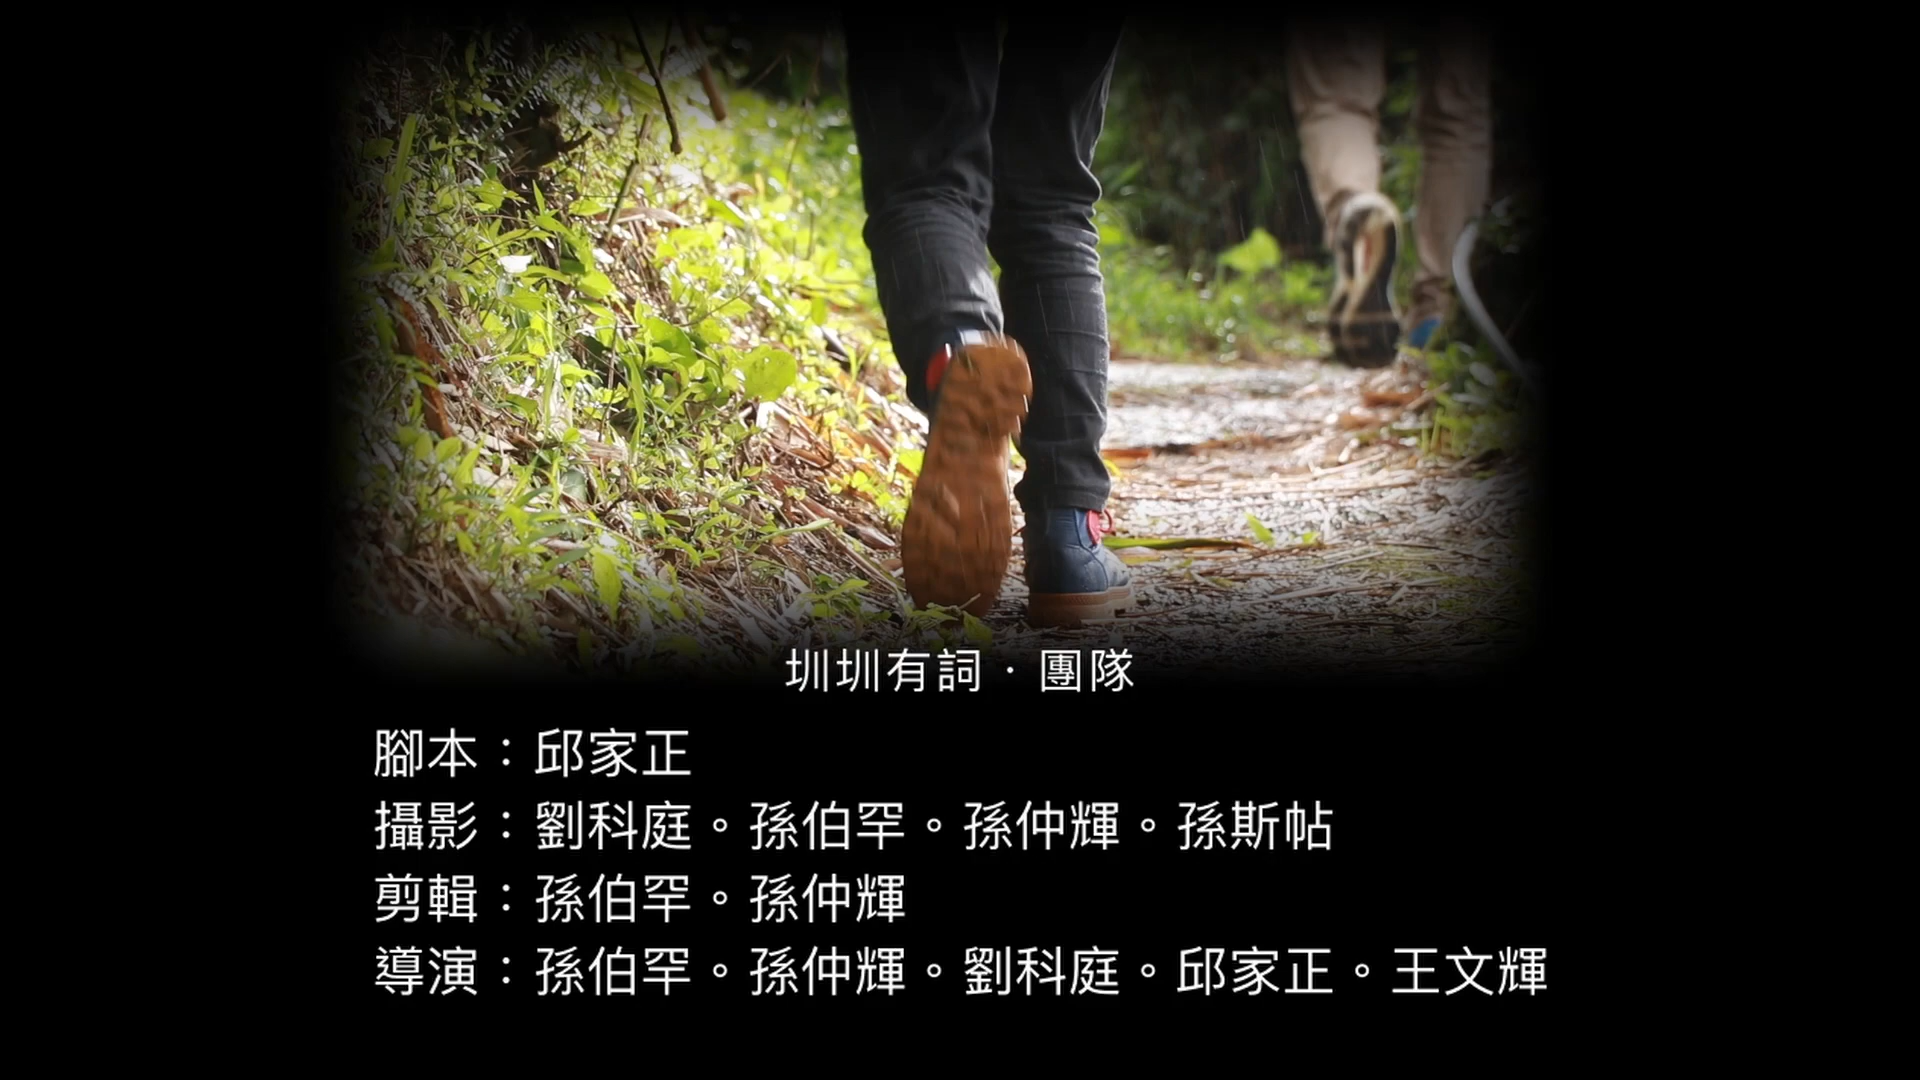 圳圳有詞．團隊
腳本：邱家正
攝影：劉科庭。孫伯罕。孫仲輝。孫斯帖
剪輯：孫伯罕。孫仲輝
導演：孫伯罕。孫仲輝。劉科庭。邱家正。王文輝